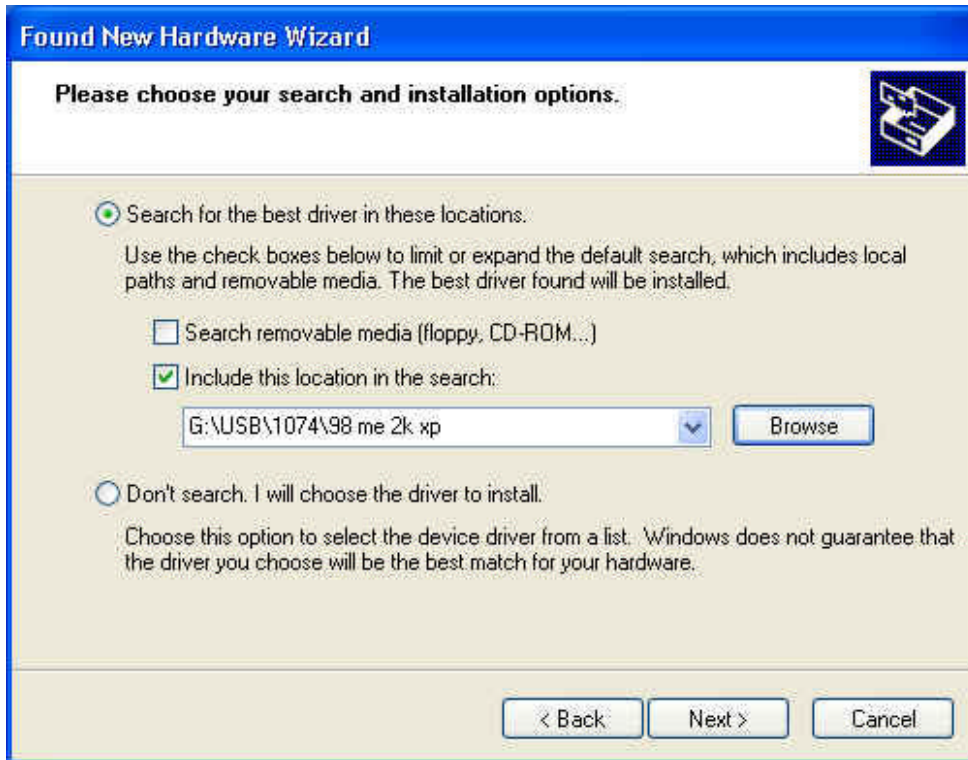 Found New Hardware Wizard
Please choose your search and installation options.
Search for the best driver in these locations.
Use the check boxes below to limit or expand the default search, which includes local
paths and removable media. The best driver found will be installed.
Search removable media (floppy, CD-ROM...)
Include this location in the search:
G:\USB\1074\98 me 2k xp
Browse
Don't search. I will choose the driver to install.
Choose this option to select the device driver from a list. Windows does not guarantee that
the driver you choose will be the best match for your hardware.
< Back Next > Cancel